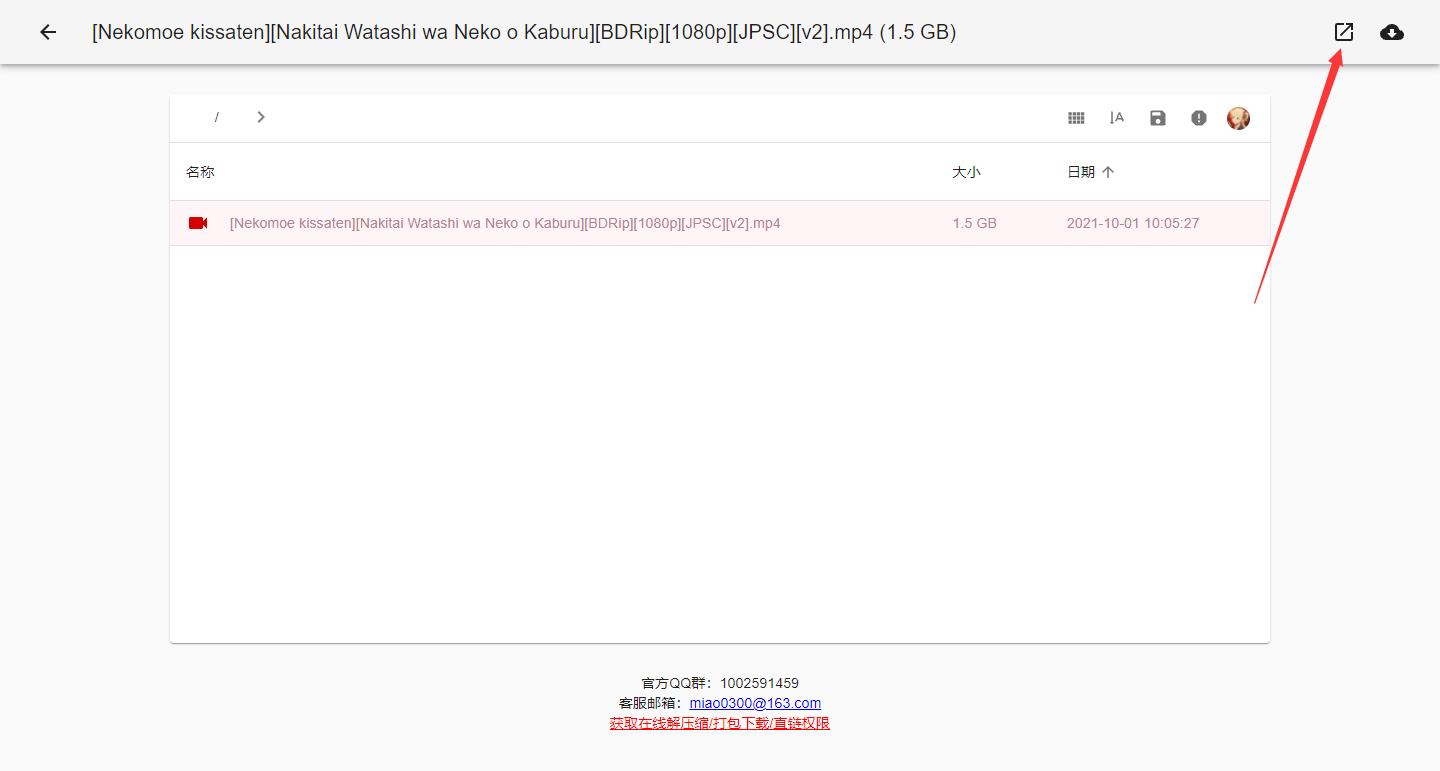 [Nekomoe kissaten][Nakitai Watashi wa Neko o Kaburu][BDRip][1080p][JPSC][v2].mp4 (1.5 GB)
/
名称 大小 日期
[Nekomoe kissaten][Nakitai Watashi wa Neko o Kaburu][BDRip][1080p][JPSC][v2].mp4 1.5 GB 2021-10-01 10:05:27
官方QQ群：1002591459
客服邮箱：miao0300@163.com
获取在线解压缩/打包下载/直链权限